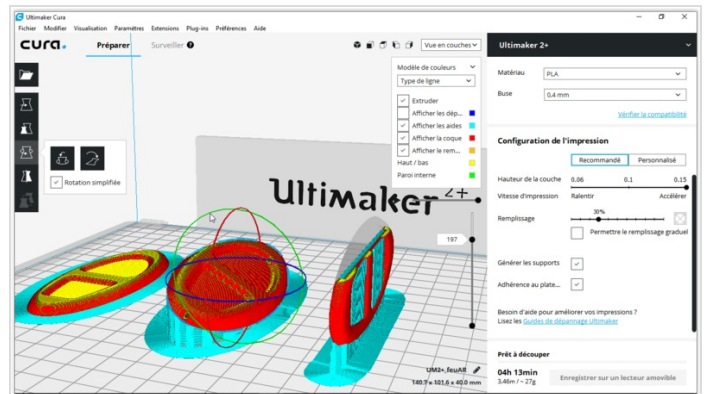 Ultimaker Cura
Fichier Modifier Visualisation Paramètres Extensions Plug-ins Préférences Aide
cura.
Préparer
Surveiller
Vue en couches
Modèle de couleurs
Type de ligne
Extruder
Afficher les dép...
Afficher les aides
Afficher la coque
Afficher le rem...
Haut / bas
Paroi interne
Rotation simplifiée
Ultimaker 2+
197
UM2+_feuAR
140.7 x 101.6 x 40.0 mm
Ultimaker 2+
Matériau PLA
Buse 0.4 mm
Vérifier la compatibilité
Configuration de l'impression
Recommandé Personnalisé
Hauteur de la couche 0.06 0.1 0.15
Vitesse d'impression Ralentir Accélérer
Remplissage 30%
Permettre le remplissage graduel
Générer les supports
Adhérence au plate...
Besoin d'aide pour améliorer vos impressions ?
Lisez les Guides de dépannage Ultimaker
Prêt à découper
04h 13min
3.46m / ~ 27g
Enregistrer sur un lecteur amovible